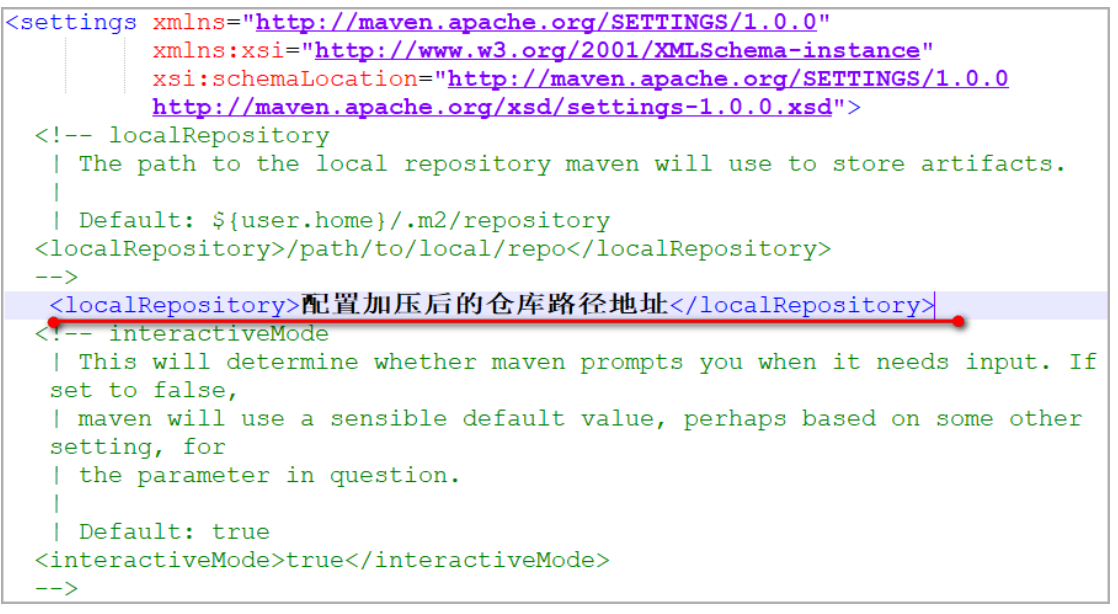 <settings xmlns="http://maven.apache.org/SETTINGS/1.0.0"
xmlns:xsi="http://www.w3.org/2001/XMLSchema-instance"
xsi:schemaLocation="http://maven.apache.org/SETTINGS/1.0.0
http://maven.apache.org/xsd/settings-1.0.0.xsd">
<!-- localRepository
| The path to the local repository maven will use to store artifacts.
|
| Default: ${user.home}/.m2/repository
<localRepository>/path/to/local/repo</localRepository>
-->
<localRepository>配置加压后的仓库路径地址</localRepository>
<!-- interactiveMode
| This will determine whether maven prompts you when it needs input. If
set to false,
| maven will use a sensible default value, perhaps based on some other
setting, for
| the parameter in question.
|
| Default: true
<interactiveMode>true</interactiveMode>
-->